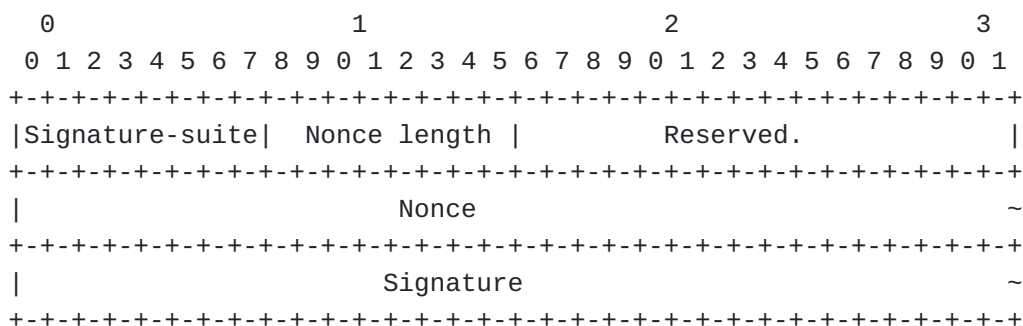 0                   1                   2                   3
 0 1 2 3 4 5 6 7 8 9 0 1 2 3 4 5 6 7 8 9 0 1 2 3 4 5 6 7 8 9 0 1
+-+-+-+-+-+-+-+-+-+-+-+-+-+-+-+-+-+-+-+-+-+-+-+-+-+-+-+-+-+-+-+-+
|Signature-suite|  Nonce length |         Reserved.             |
+-+-+-+-+-+-+-+-+-+-+-+-+-+-+-+-+-+-+-+-+-+-+-+-+-+-+-+-+-+-+-+-+
|                        Nonce                                  ~
+-+-+-+-+-+-+-+-+-+-+-+-+-+-+-+-+-+-+-+-+-+-+-+-+-+-+-+-+-+-+-+-+
|                       Signature                               ~
+-+-+-+-+-+-+-+-+-+-+-+-+-+-+-+-+-+-+-+-+-+-+-+-+-+-+-+-+-+-+-+-+